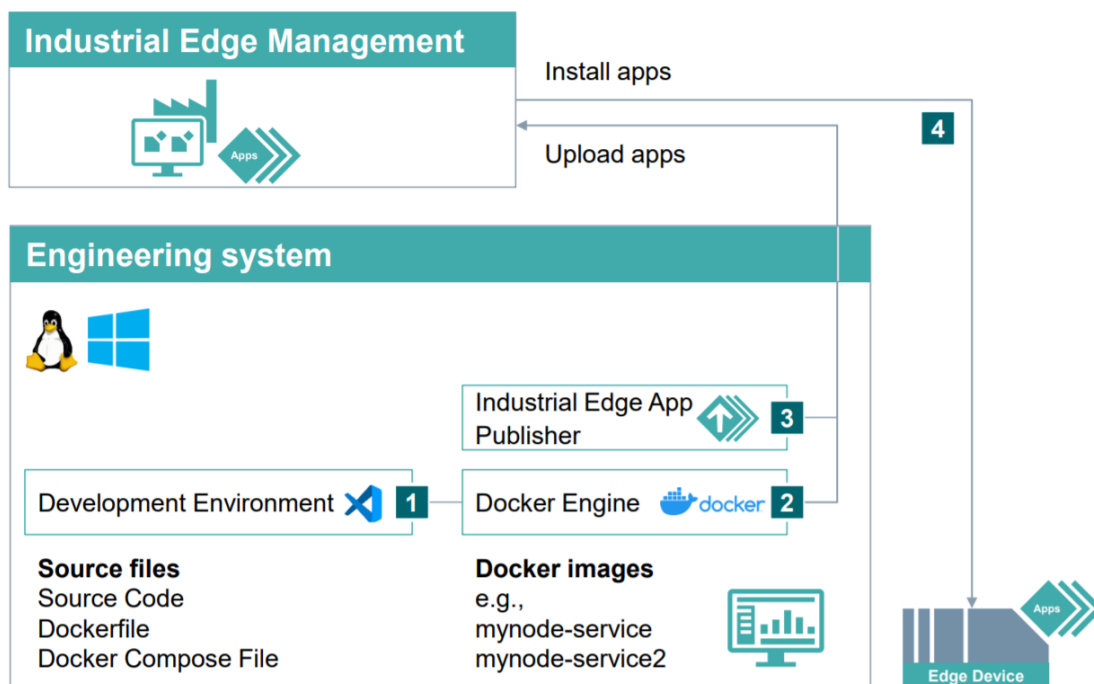 Industrial Edge Management
Install apps
4
Apps
Upload apps
Engineering system
Industrial Edge App
Publisher
3
Development Environment
1
Docker Engine
docker
2
Source files
Source Code
Dockerfile
Docker Compose File
Docker images
e.g.,
mynode-service
mynode-service2
Apps
Edge Device